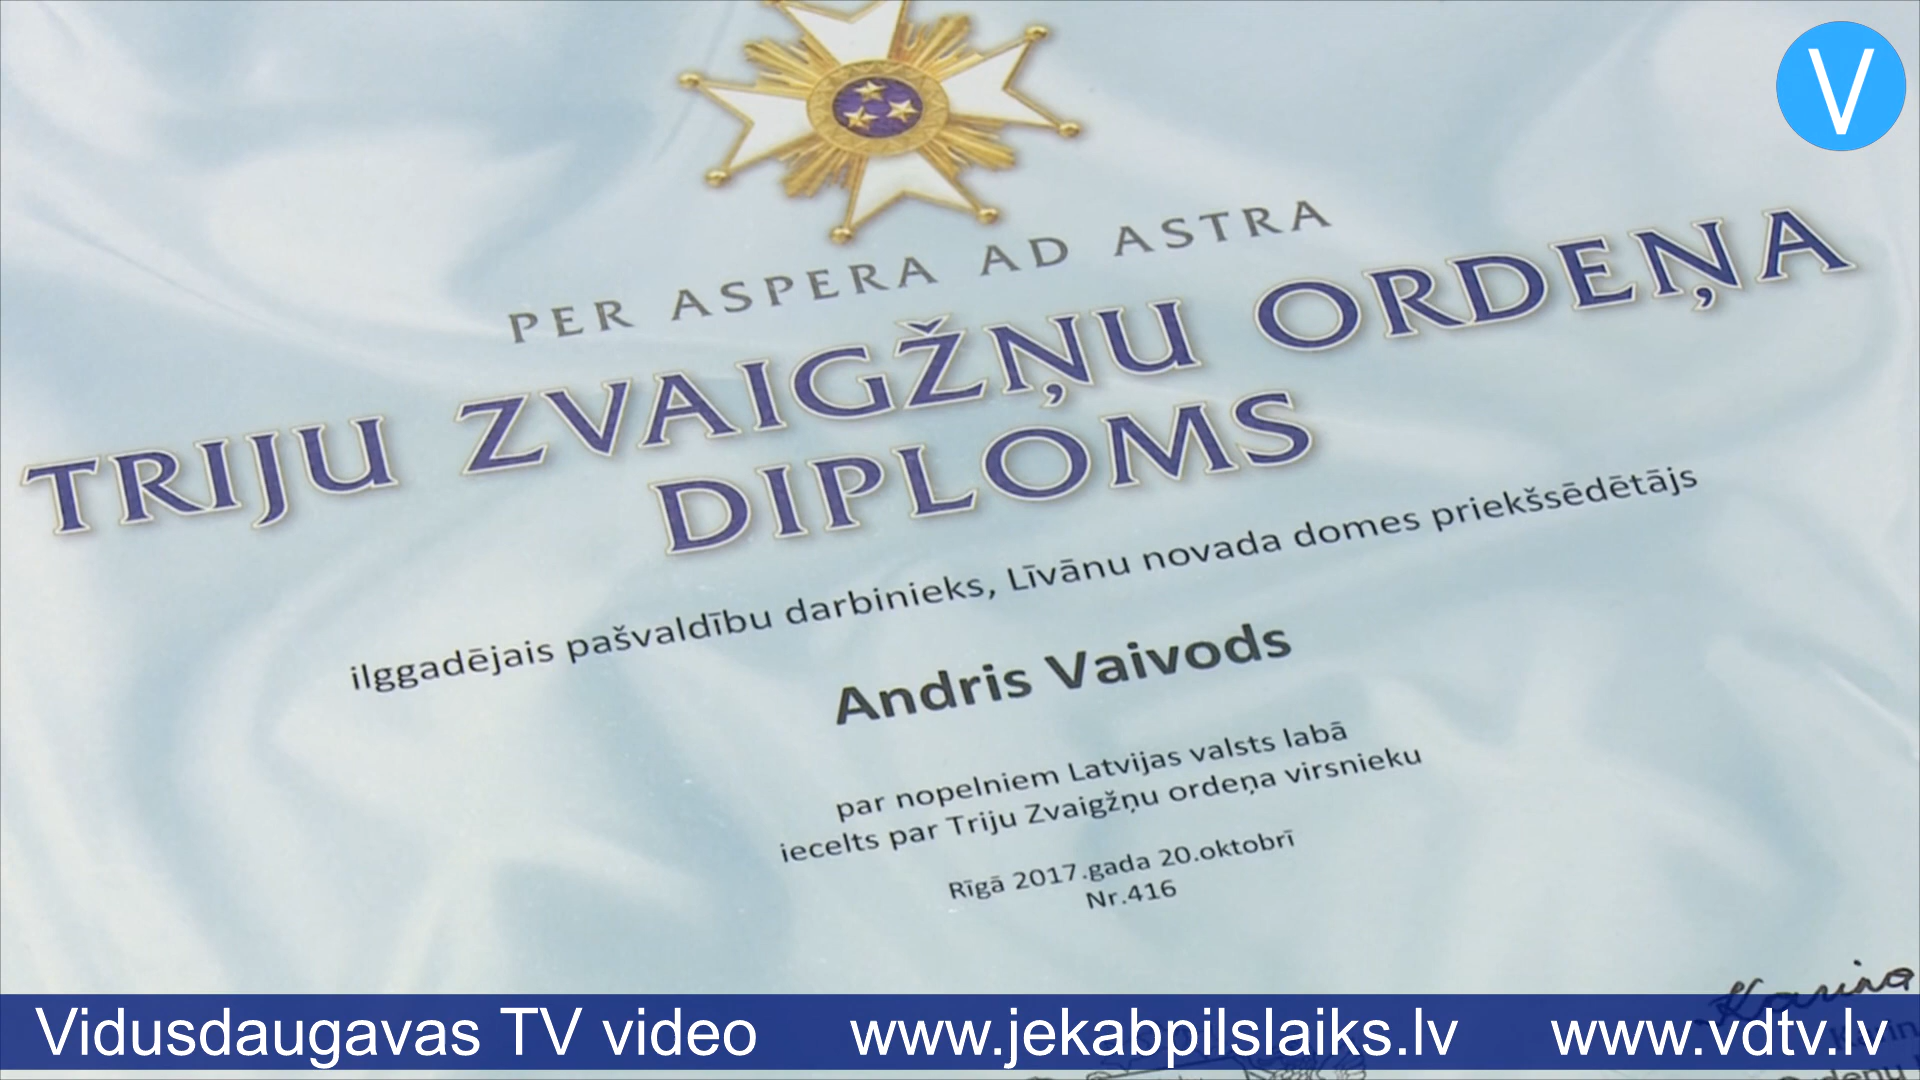 V
PER ASPERA AD ASTRA
TRIJU ZVAIGŽŅU ORDEŅA
DIPLOMS
ilggadējais pašvaldību darbinieks, Līvānu novada domes priekšsēdētājs
Andris Vaivods
par nopelniem Latvijas valsts labā
iecelts par Triju Zvaigžņu ordeņa virsnieku
Rīgā 2017.gada 20.oktobrī
Nr.416
Vidusdaugavas TV video www.jekabpilslaiks.lv www.vdtv.lv